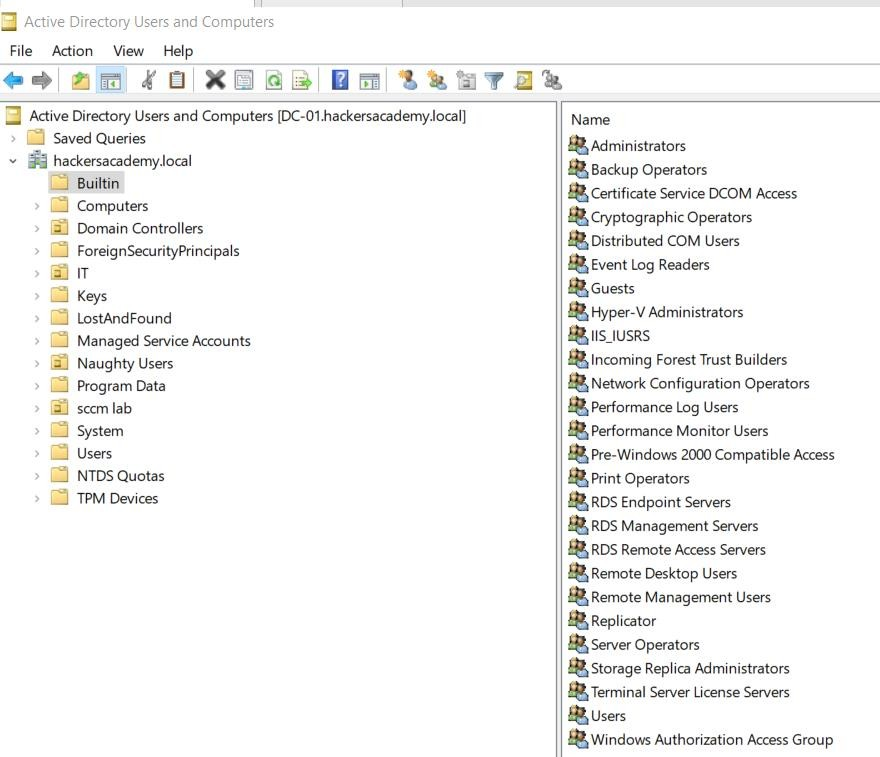 Active Directory Users and Computers
File Action View Help
Active Directory Users and Computers [DC-01.hackersacademy.local]
Saved Queries
hackersacademy.local
Builtin
Computers
Domain Controllers
ForeignSecurityPrincipals
IT
Keys
LostAndFound
Managed Service Accounts
Naughty Users
Program Data
sccm lab
System
Users
NTDS Quotas
TPM Devices
Name
Administrators
Backup Operators
Certificate Service DCOM Access
Cryptographic Operators
Distributed COM Users
Event Log Readers
Guests
Hyper-V Administrators
IIS_IUSRS
Incoming Forest Trust Builders
Network Configuration Operators
Performance Log Users
Performance Monitor Users
Pre-Windows 2000 Compatible Access
Print Operators
RDS Endpoint Servers
RDS Management Servers
RDS Remote Access Servers
Remote Desktop Users
Remote Management Users
Replicator
Server Operators
Storage Replica Administrators
Terminal Server License Servers
Users
Windows Authorization Access Group